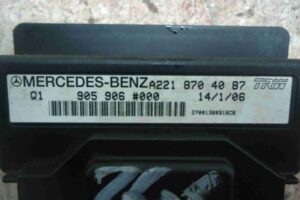 MERCEDES-BENZ A221 870 40 87 TRW
Q1 905 906 #000 14/1/06